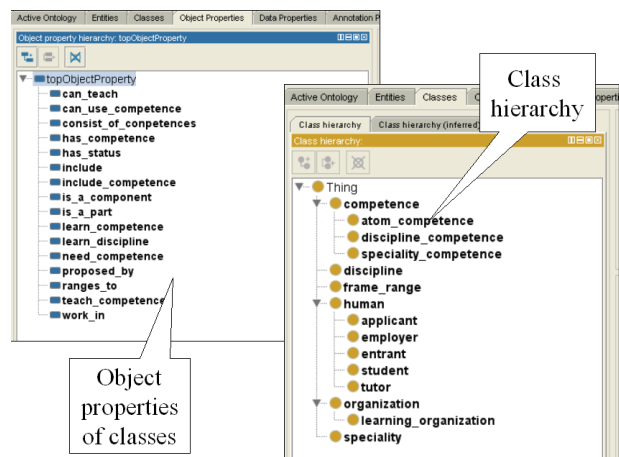 Active Ontology Entities Classes Object Properties Data Properties Annotation P
Object property hierarchy: topObjectProperty
topObjectProperty
can_teach
can_use_competence
consist_of_conpetences
has_competence
has_status
include
include_competence
is_a_component
is_a_part
learn_competence
learn_discipline
need_competence
proposed_by
ranges_to
teach_competence
work_in
Object
properties
of classes
Active Ontology Entities Classes O operti
Class hierarchy Class hierarchy (inferred)
Class hierarchy:
Thing
competence
atom_competence
discipline_competence
speciality_competence
discipline
frame_range
human
applicant
employer
entrant
student
tutor
organization
learning_organization
speciality
Class
hierarchy